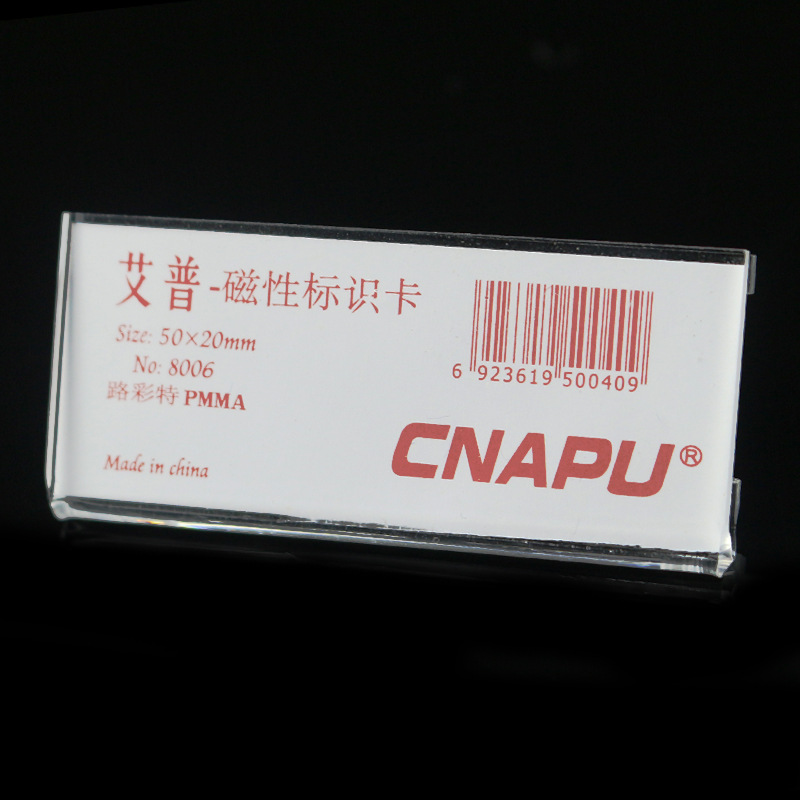 艾普-磁性标识卡
Size: 50×20mm
No: 8006
路彩特 PMMA
Made in china
6 923619 500409
CNAPU®